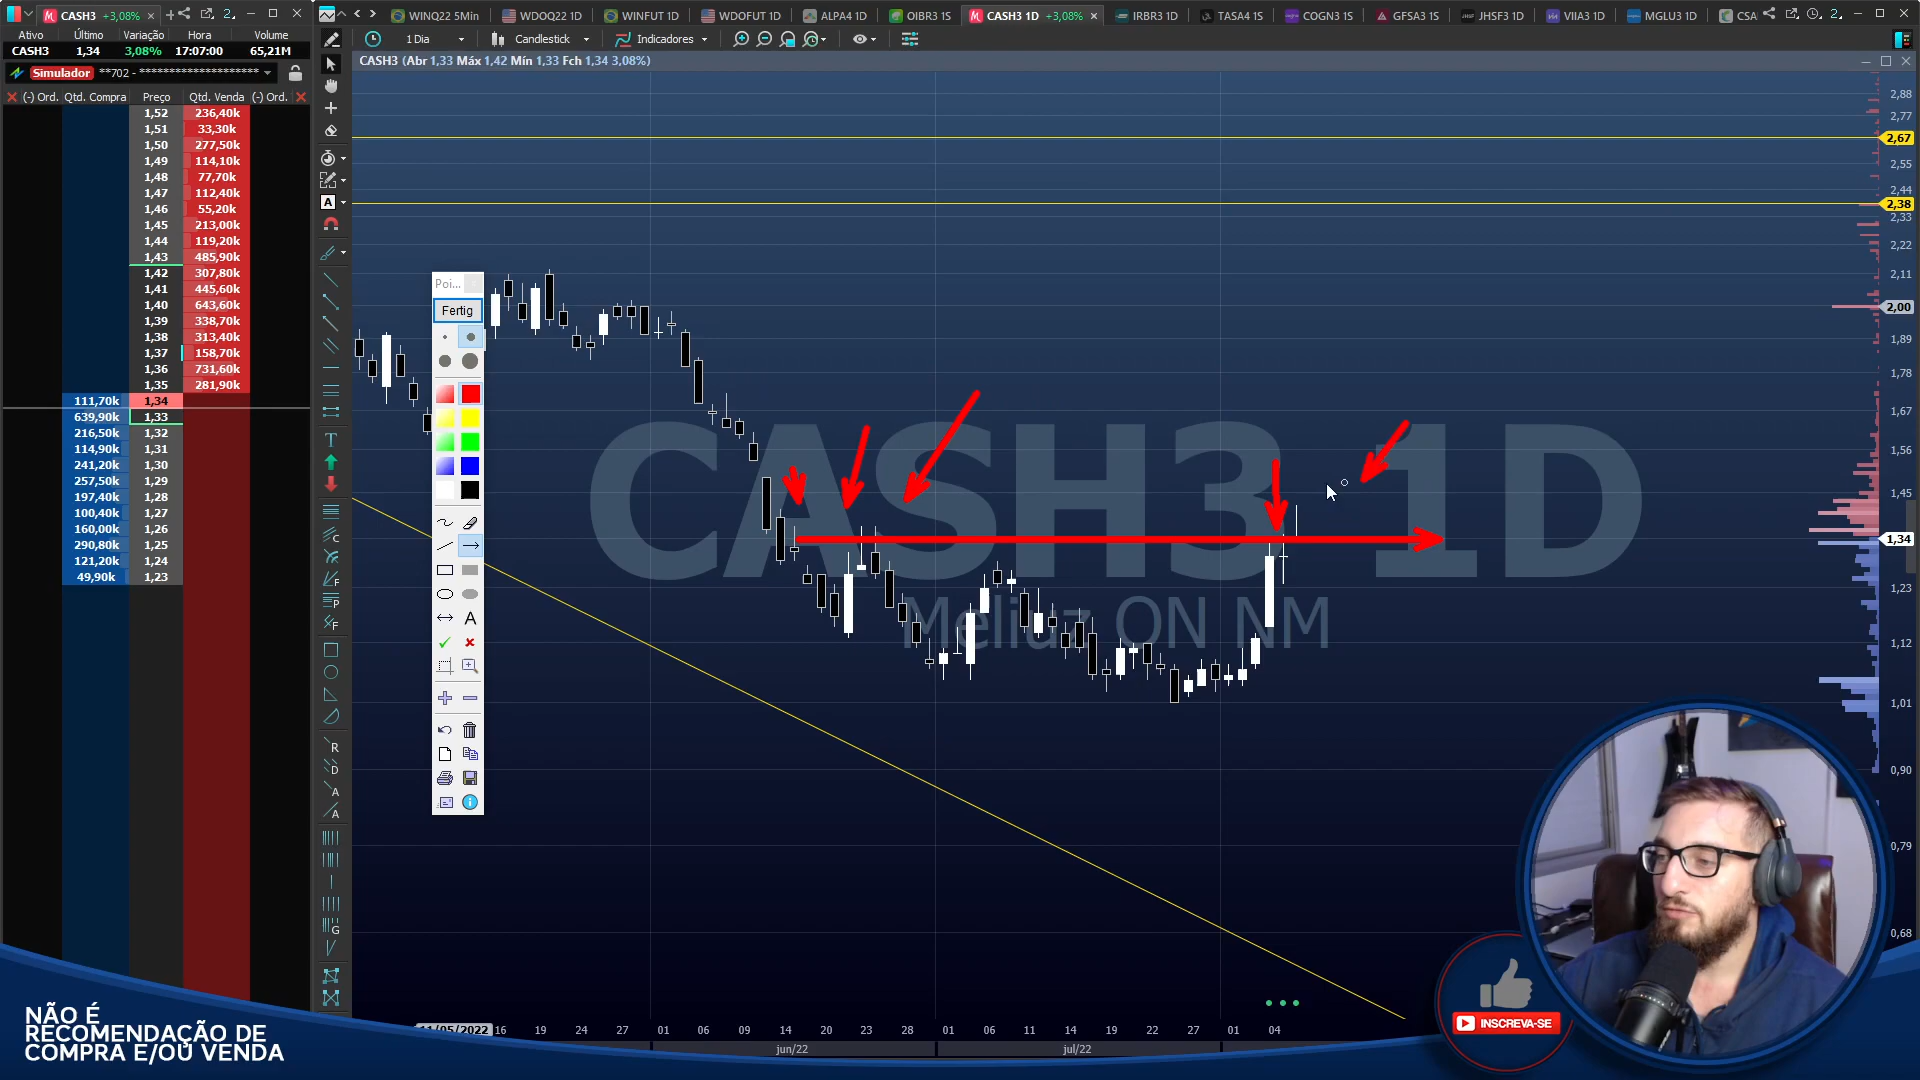 CASH3 +3,08%
Ativo Último Variação Hora Volume
CASH3 1,34 3,08% 17:07:00 65,21M
Simulador **702 - ********************
(-) Ord. Qtd. Compra Preço Qtd. Venda (-) Ord.
1,52 236,40k
1,51 33,30k
1,50 277,50k
1,49 114,10k
1,48 77,70k
1,47 112,40k
1,46 55,20k
1,45 213,00k
1,44 119,20k
1,43 485,90k
1,42 307,80k
1,41 445,60k
1,40 643,60k
1,39 338,70k
1,38 313,40k
1,37 158,70k
1,36 731,60k
1,35 281,90k
111,70k 1,34
639,90k 1,33
216,50k 1,32
114,90k 1,31
241,20k 1,30
257,50k 1,29
197,40k 1,28
100,40k 1,27
160,00k 1,26
290,80k 1,25
121,20k 1,24
49,90k 1,23
WINQ22 5Min WDOQ22 1D WINFUT 1D WDOFUT 1D ALPA4 1D OIBR3 1S CASH3 1D +3,08% IRBR3 1D TASA4 1S COGN3 1S GFSA3 1S JHSF3 1D VIIA3 1D MGLU3 1D CSA
1 Dia Candlestick Indicadores
CASH3 (Abr 1,33 Máx 1,42 Mín 1,33 Fch 1,34 3,08%)
Poi...
Fertig
CASH3 1D
Meliuz ON NM
2,88
2,77
2,67
2,55
2,44
2,38
2,33
2,22
2,11
2,00
1,89
1,78
1,67
1,56
1,45
1,34
1,23
1,12
1,01
0,90
0,79
0,68
11/05/2022 16 19 24 27 01 06 09 14 20 23 28 01 06 11 14 19 22 27 01 04
jun/22 jul/22
NÃO É
RECOMENDAÇÃO DE
COMPRA E/OU VENDA
INSCREVA-SE